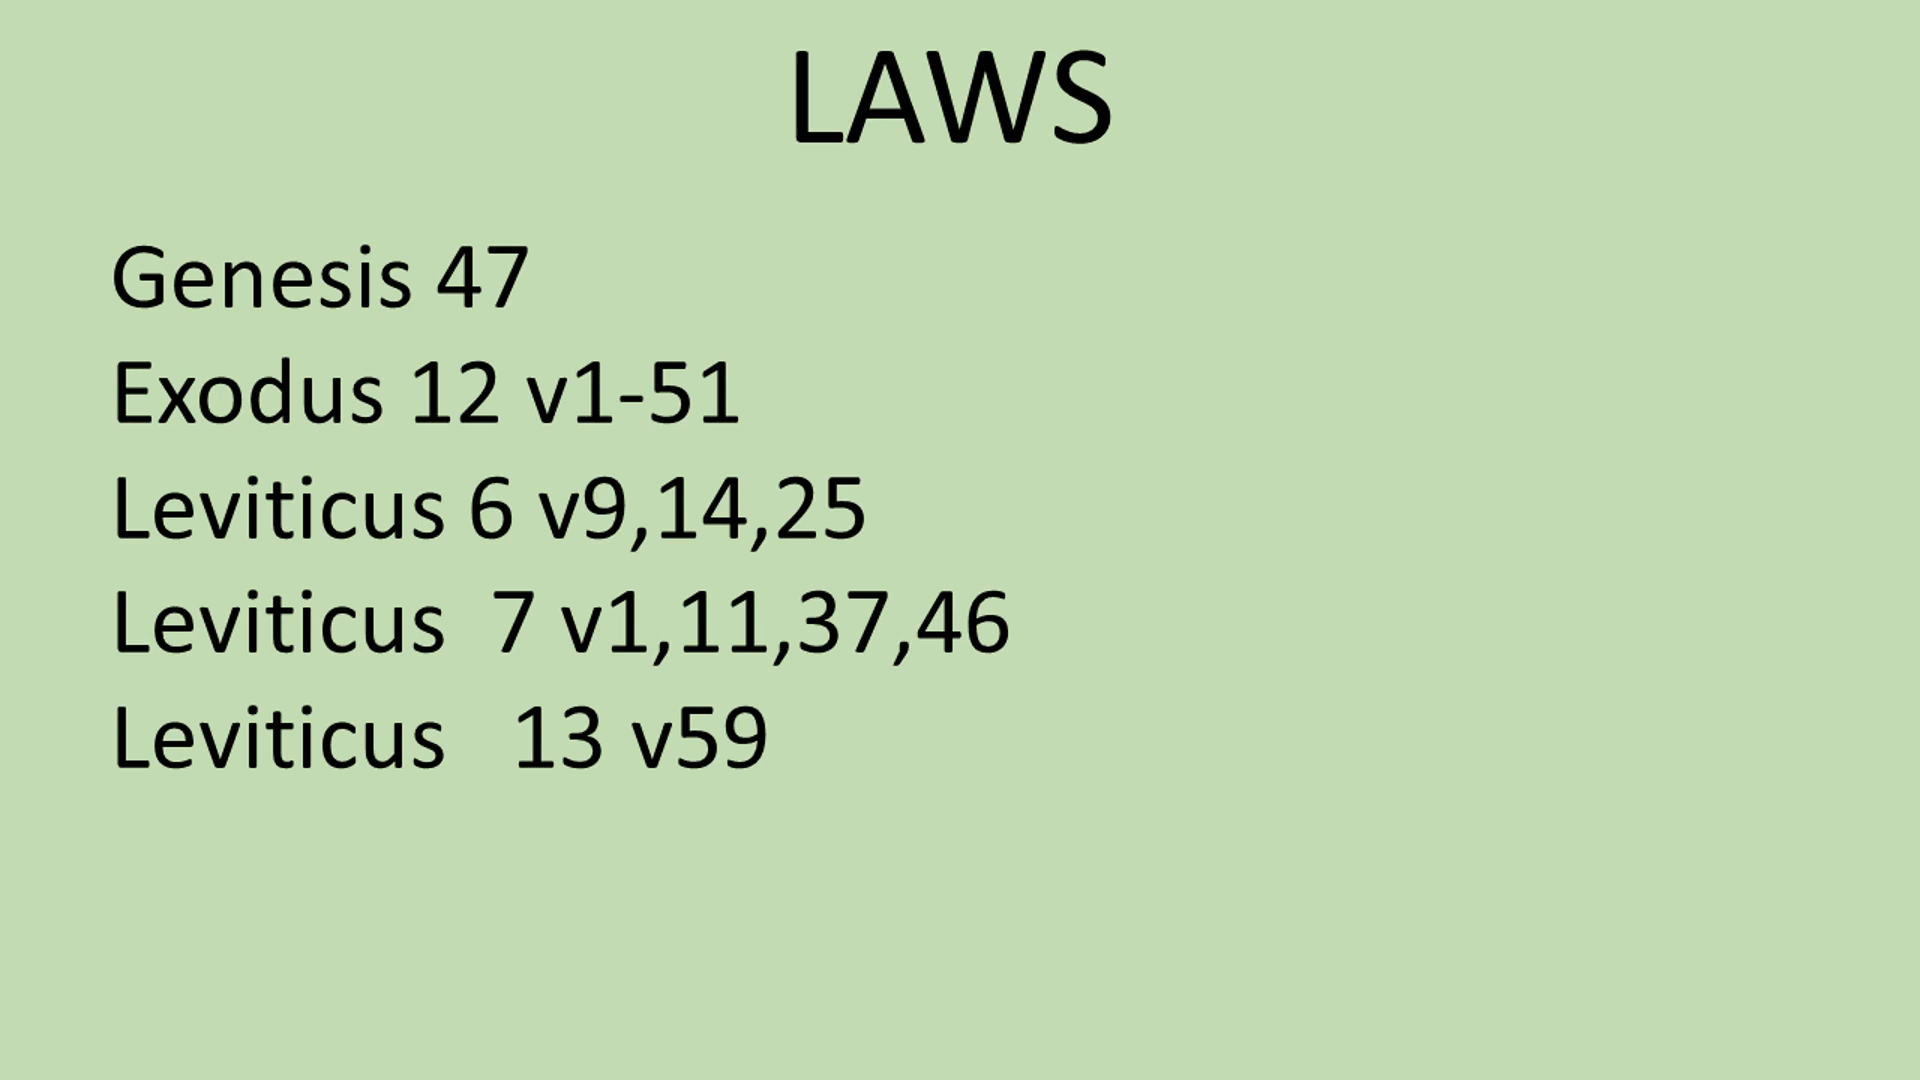 LAWS
Genesis 47
Exodus 12 v1-51
Leviticus 6 v9,14,25
Leviticus  7 v1,11,37,46
Leviticus   13 v59